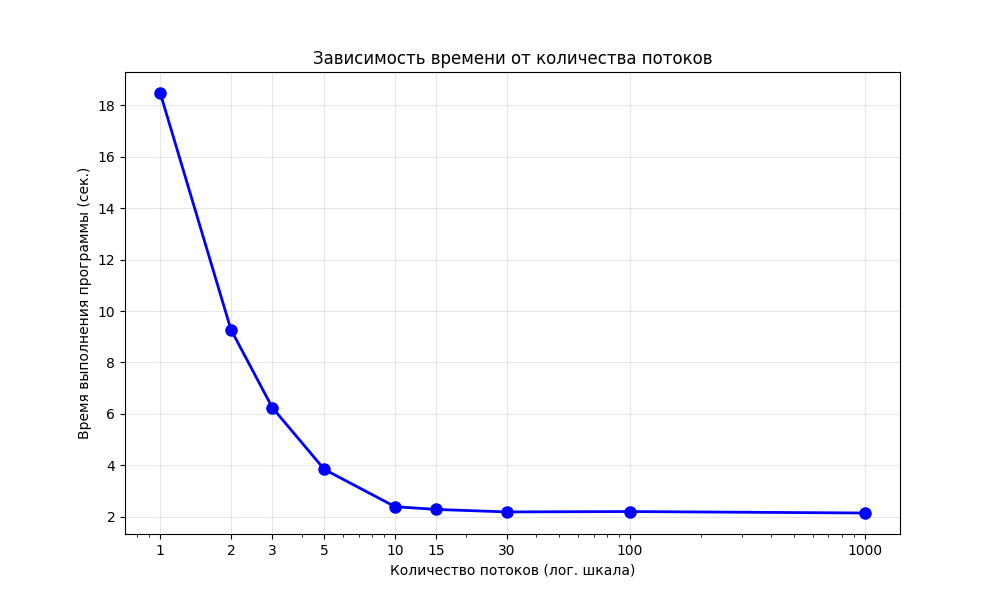 Зависимость времени от количества потоков
Время выполнения программы (сек.)
18
16
14
12
10
8
6
4
2
1 2 3 5 10 15 30 100 1000
Количество потоков (лог. шкала)